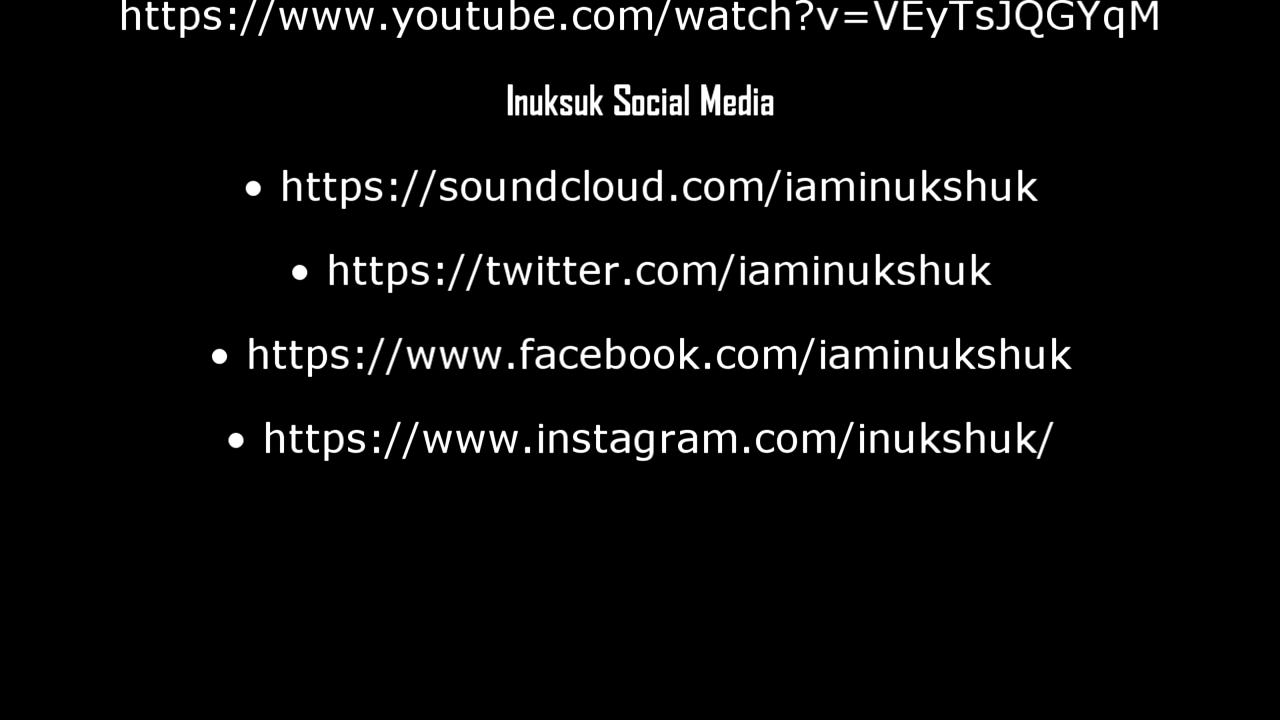 https://www.youtube.com/watch?v=VEyTsJQGYqM
Inuksuk Social Media
• https://soundcloud.com/iaminukshuk
• https://twitter.com/iaminukshuk
• https://www.facebook.com/iaminukshuk
• https://www.instagram.com/inukshuk/